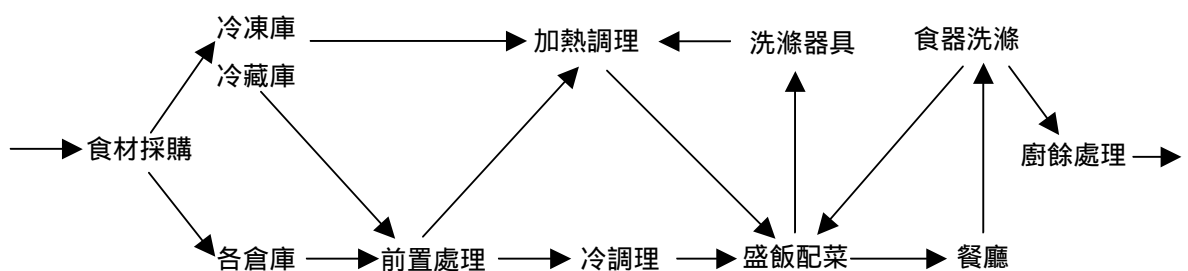 冷凍庫
加熱調理
洗滌器具
食器洗滌
冷藏庫
食材採購
廚餘處理
各倉庫
前置處理
冷調理
盛飯配菜
餐廳